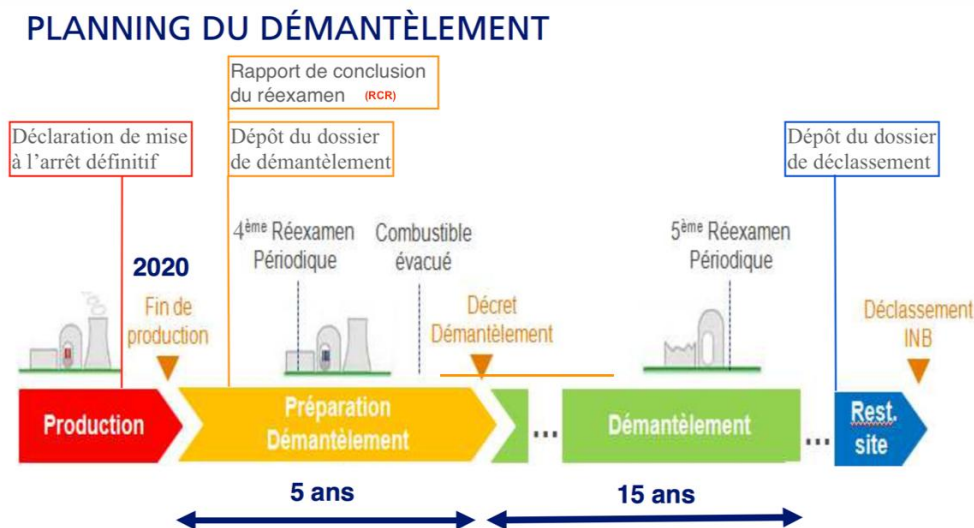 PLANNING DU DÉMANTÈLEMENT
Rapport de conclusion
du réexamen (RCR)
Déclaration de mise
à l'arrêt définitif
Dépôt du dossier
de démantèlement
Dépôt du dossier
de déclassement
4ème Réexamen
Périodique
Combustible
évacué
5ème Réexamen
Périodique
2020
Fin de
production
Décret
Démantèlement
Déclassement
INB
Production
Préparation
Démantèlement
...
Démantèlement
...
Rest.
site
5 ans
15 ans